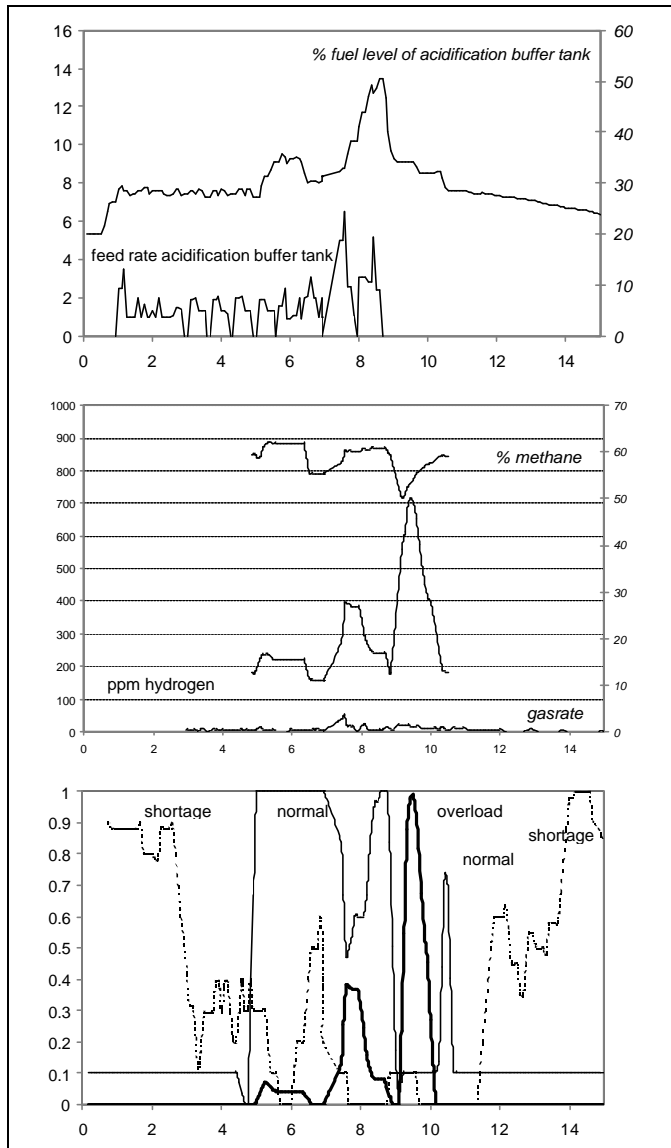 16 60
% fuel level of acidification buffer tank
14 50
12
10 40
8 30
6 20
feed rate acidification buffer tank
4
10
2
0 0
0 2 4 6 8 10 12 14
1000 70
900
60
800 % methane
700 50
600 40
500
30
400
300 20
200
ppm hydrogen 10
100 gasrate
0 0
0 2 4 6 8 10 12 14
1
shortage normal overload
0.9 shortage
0.8 normal
0.7
0.6
0.5
0.4
0.3
0.2
0.1
0
0 2 4 6 8 10 12 14